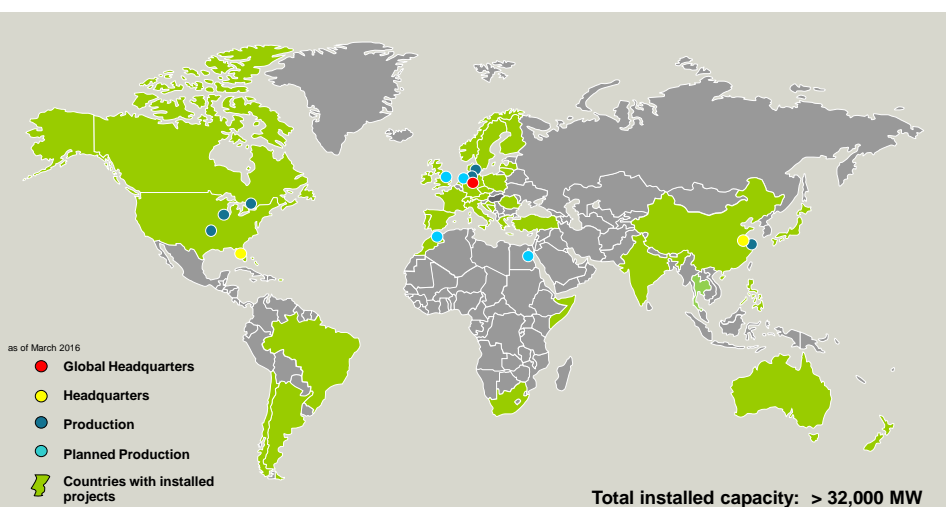 as of March 2016
Global Headquarters
Headquarters
Production
Planned Production
Countries with installed
projects
Total installed capacity: > 32,000 MW